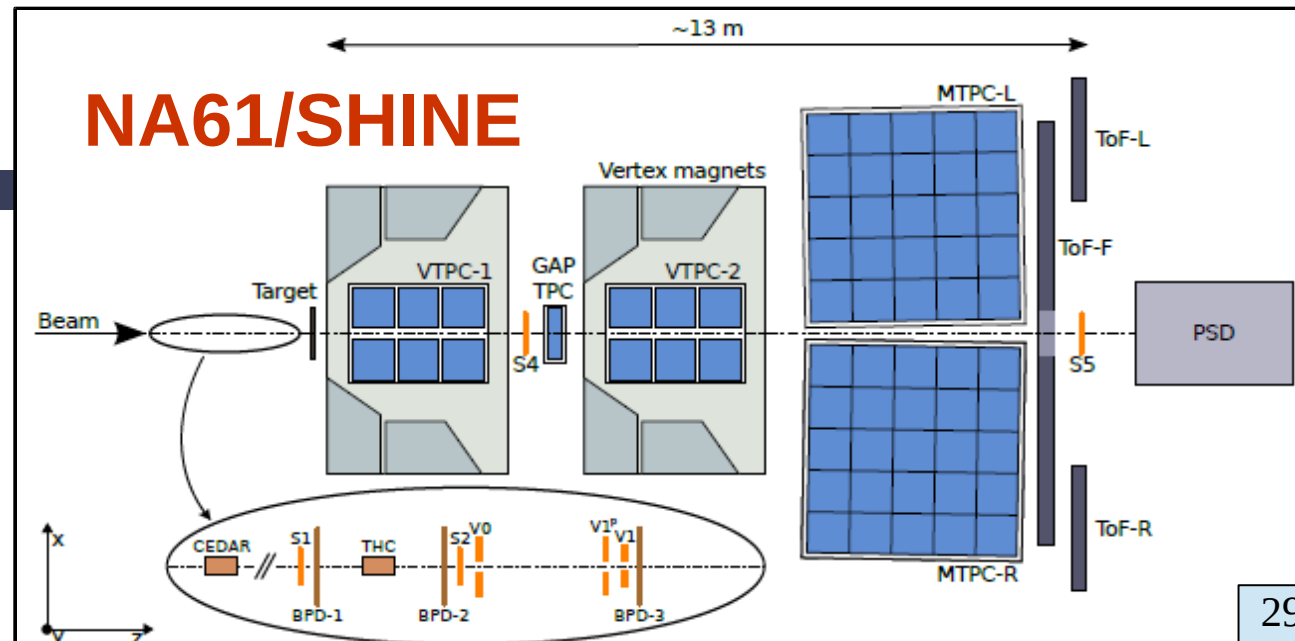 ~13 m
NA61/SHINE
MTPC-L
ToF-L
Vertex magnets
ToF-F
VTPC-1
GAP
TPC
VTPC-2
Target
Beam
PSD
S4
S5
CEDAR
S1
THC
S2
V0
V1ᴾ
V1
ToF-R
MTPC-R
BPD-1
BPD-2
BPD-3
x
y
z
29